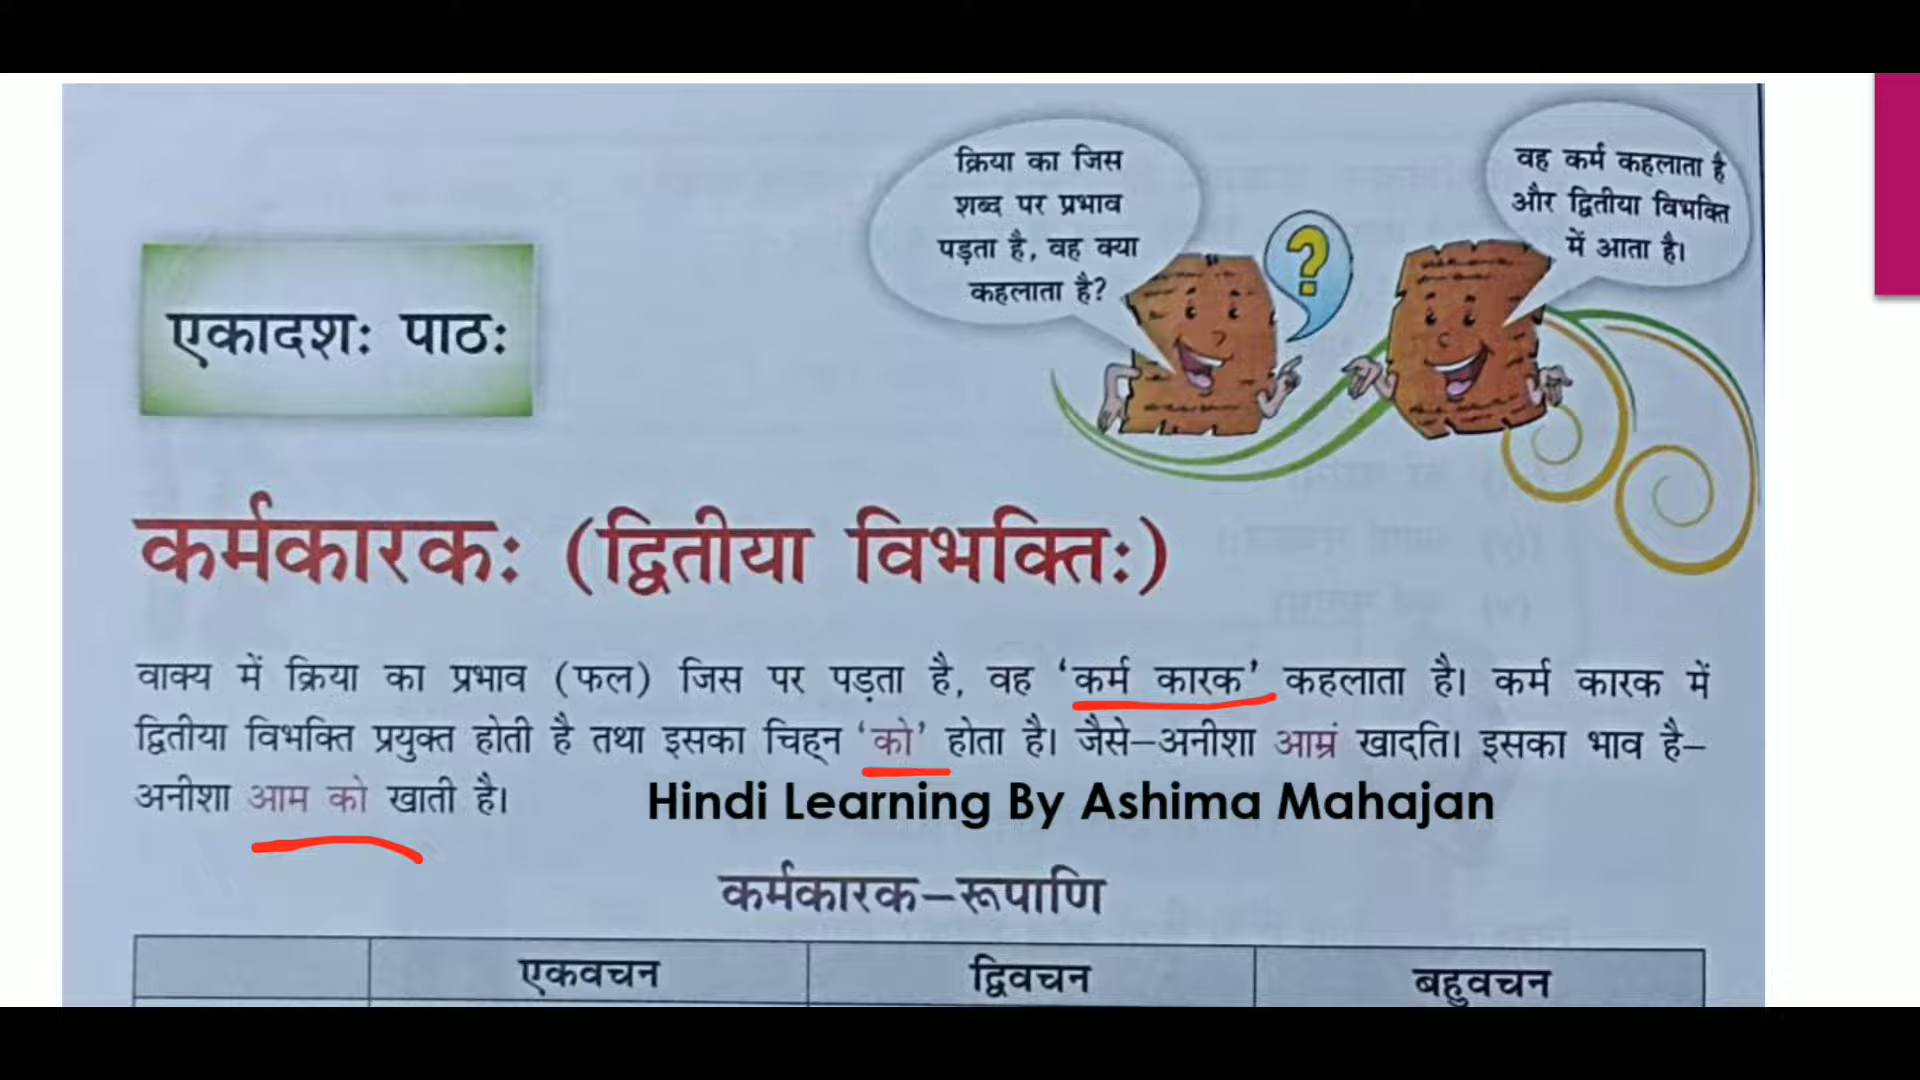 क्रिया का जिस
शब्द पर प्रभाव
पड़ता है, वह क्या
कहलाता है?
वह कर्म कहलाता है
और द्वितीया विभक्ति
में आता है।
?
एकादशः पाठः
कर्मकारकः (द्वितीया विभक्तिः)
वाक्य में क्रिया का प्रभाव (फल) जिस पर पड़ता है, वह ‘कर्म कारक’ कहलाता है। कर्म कारक में
द्वितीया विभक्ति प्रयुक्त होती है तथा इसका चिह्न ‘को’ होता है। जैसे–अनीशा आम्रं खादति। इसका भाव है–
अनीशा आम को खाती है।
Hindi Learning By Ashima Mahajan
कर्मकारक–रूपाणि
एकवचन द्विवचन बहुवचन